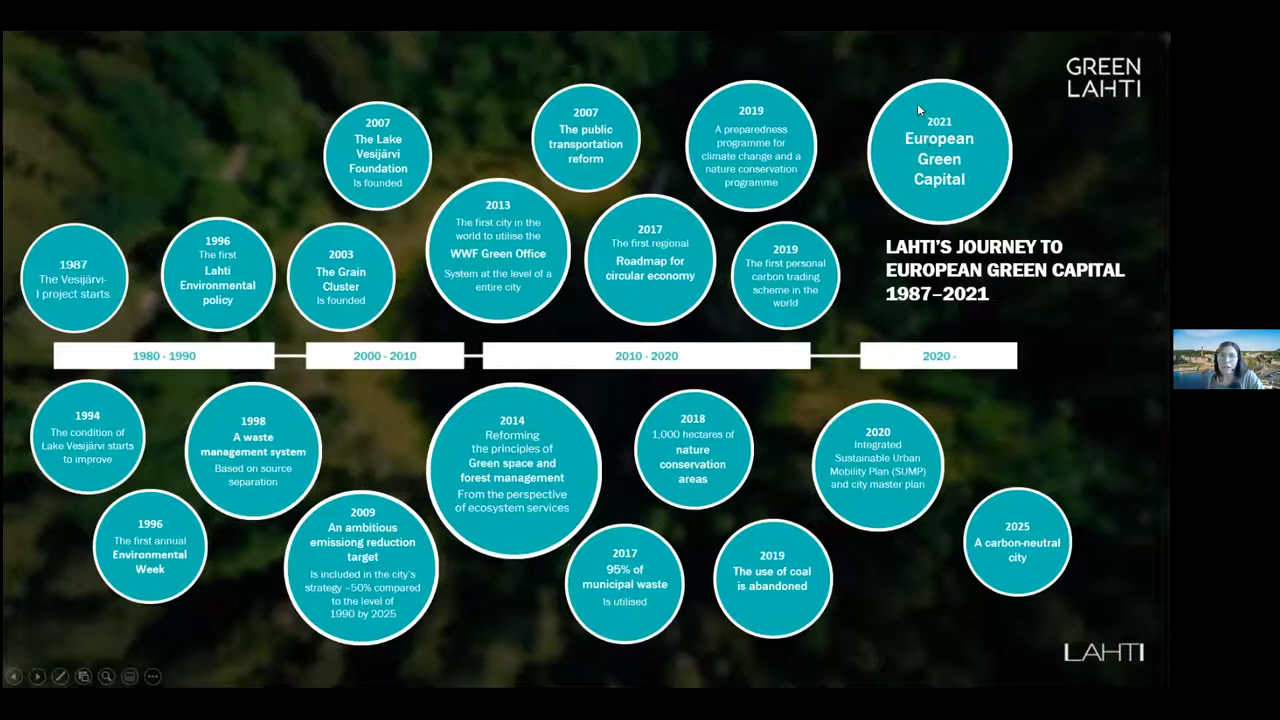 GREEN
LAHTI
2007
The Lake
Vesijärvi
Foundation
Is founded
2007
The public
transportation
reform
2019
A preparedness
programme for
climate change and a
nature conservation
programme
2021
European
Green
Capital
1987
The Vesijärvi-
I project starts
1996
The first
Lahti
Environmental
policy
2003
The Grain
Cluster
Is founded
2013
The first city in the
world to utilise the
WWF Green Office
System at the level of a
entire city
2017
The first regional
Roadmap for
circular economy
2019
The first personal
carbon trading
scheme in the
world
LAHTI'S JOURNEY TO
EUROPEAN GREEN CAPITAL
1987–2021
1980 - 1990
2000 - 2010
2010 - 2020
2020 -
1994
The condition of
Lake Vesijärvi starts
to improve
1996
The first annual
Environmental
Week
1998
A waste
management system
Based on source
separation
2009
An ambitious
emissiong reduction
target
Is included in the city's
strategy –50% compared
to the level of
1990 by 2025
2014
Reforming
the principles of
Green space and
forest management
From the perspective
of ecosystem services
2017
95% of
municipal waste
Is utilised
2018
1,000 hectares of
nature
conservation
areas
2019
The use of coal
is abandoned
2020
Integrated
Sustainable Urban
Mobility Plan (SUMP)
and city master plan
2025
A carbon-neutral
city
LAHTI